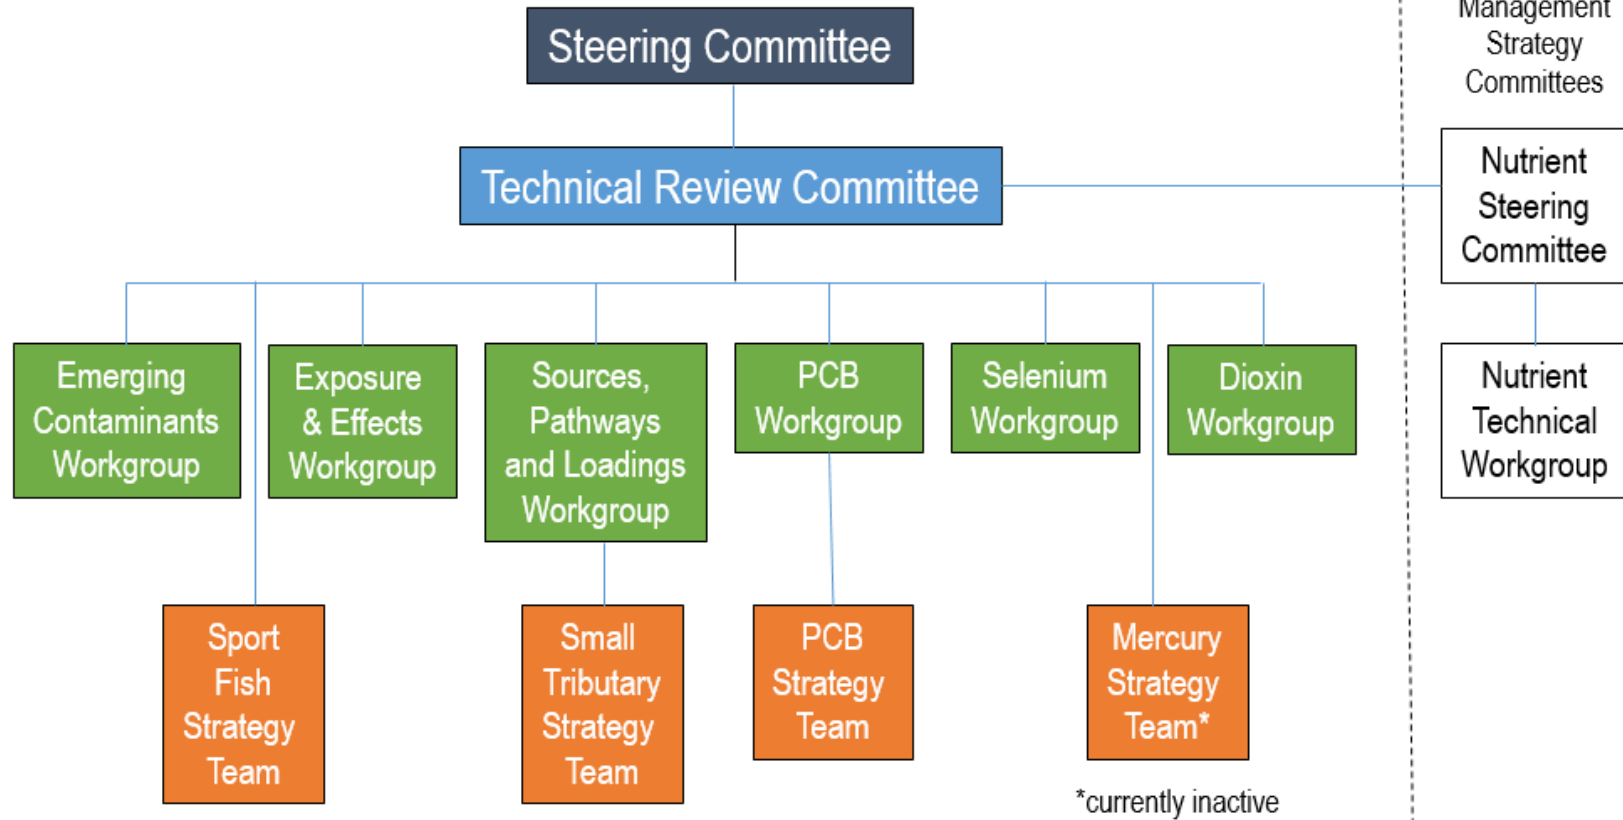 Management
Strategy
Committees
Steering Committee
Technical Review Committee
Nutrient
Steering
Committee
Emerging
Contaminants
Workgroup
Exposure
& Effects
Workgroup
Sources,
Pathways
and Loadings
Workgroup
PCB
Workgroup
Selenium
Workgroup
Dioxin
Workgroup
Nutrient
Technical
Workgroup
Sport
Fish
Strategy
Team
Small
Tributary
Strategy
Team
PCB
Strategy
Team
Mercury
Strategy
Team*
*currently inactive